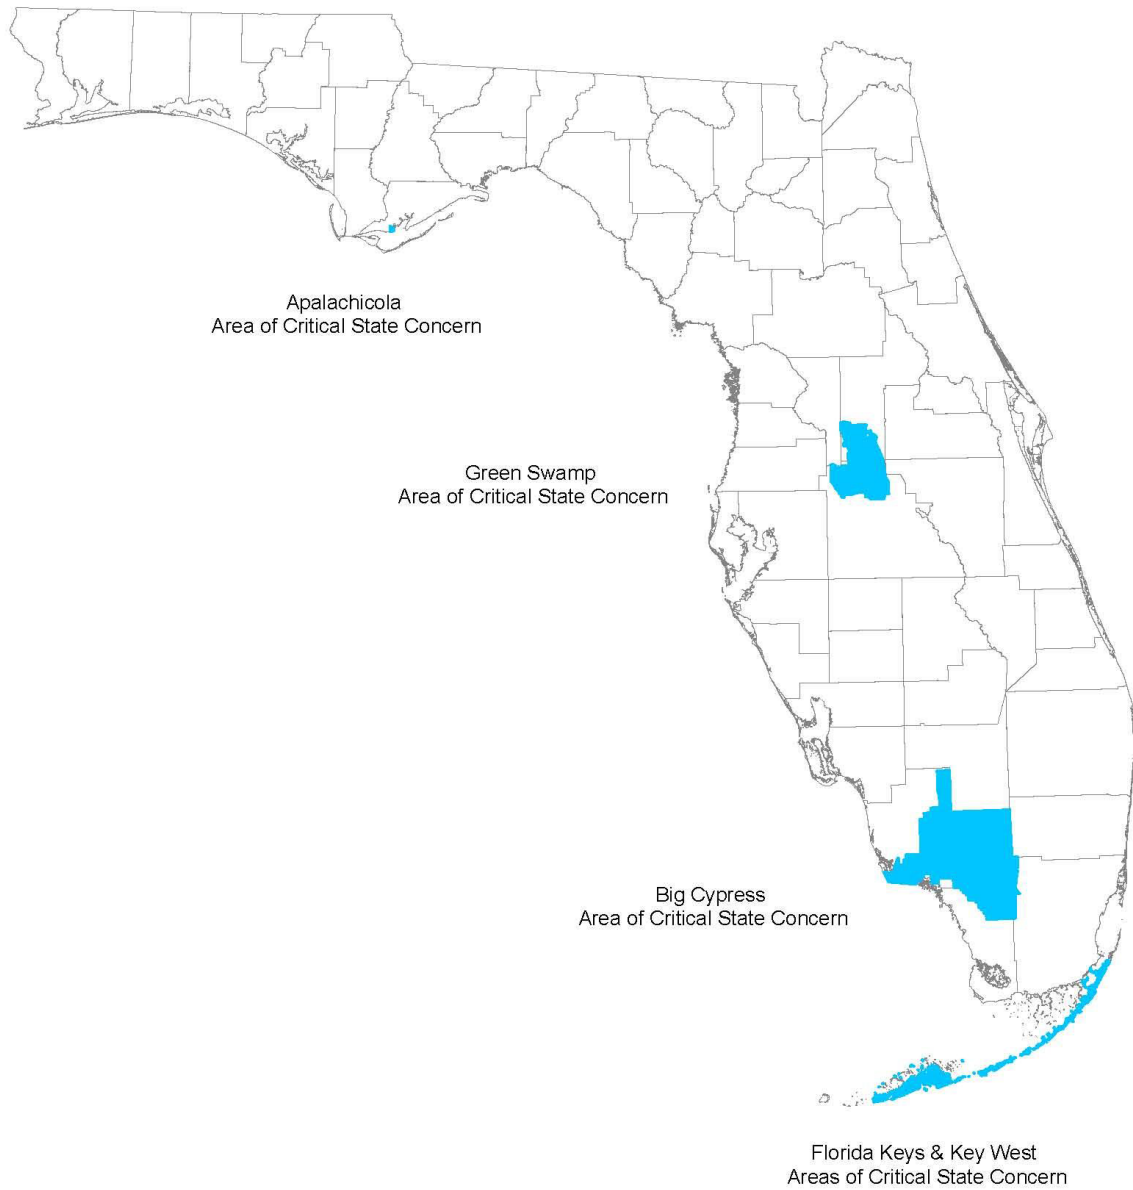 Apalachicola
Area of Critical State Concern
Green Swamp
Area of Critical State Concern
Big Cypress
Area of Critical State Concern
Florida Keys & Key West
Areas of Critical State Concern